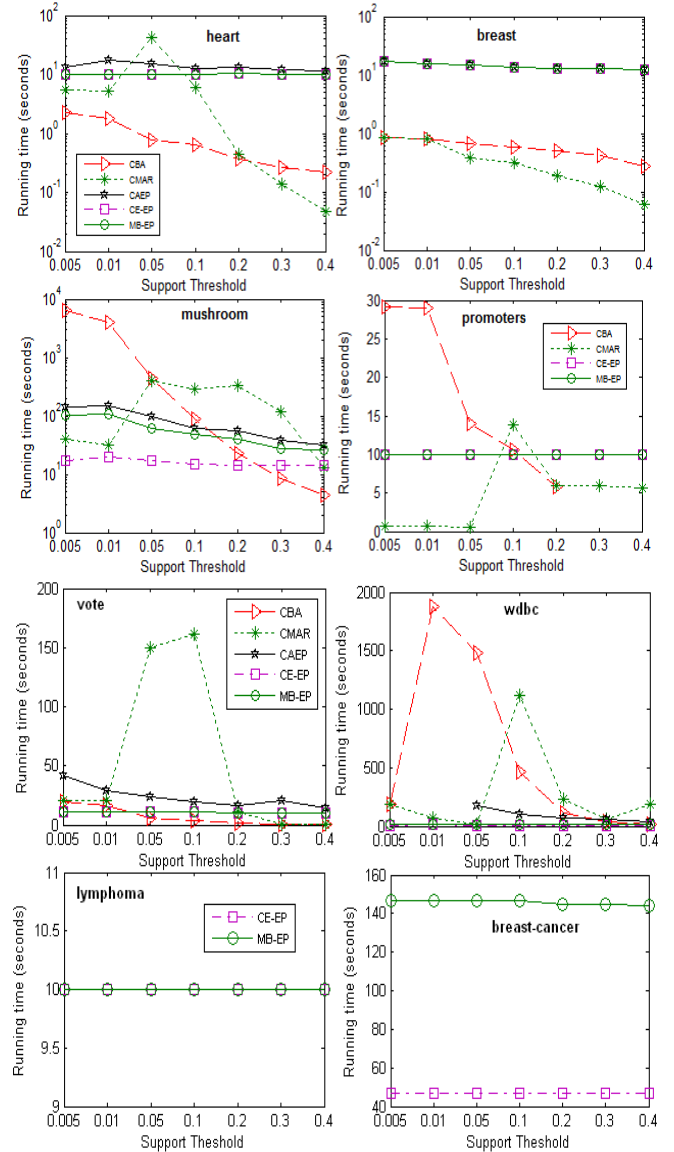 heart
Running time (seconds)
10^2
10^1
10^0
10^-1
10^-2
CBA
CMAR
CAEP
CE-EP
MB-EP
0.005 0.01 0.05 0.1 0.2 0.3 0.4
Support Threshold
breast
Running time (seconds)
10^2
10^1
10^0
10^-1
10^-2
0.005 0.01 0.05 0.1 0.2 0.3 0.4
Support Threshold
mushroom
Running time (seconds)
10^4
10^3
10^2
10^1
10^0
0.005 0.01 0.05 0.1 0.2 0.3 0.4
Support Threshold
promoters
Running time (seconds)
30
25
20
15
10
5
0
CBA
CMAR
CE-EP
MB-EP
0.005 0.01 0.05 0.1 0.2 0.3 0.4
Support Threshold
vote
Running time (seconds)
200
150
100
50
0
CBA
CMAR
CAEP
CE-EP
MB-EP
0.005 0.01 0.05 0.1 0.2 0.3 0.4
Support Threshold
wdbc
Running time (seconds)
2000
1500
1000
500
0
0.005 0.01 0.05 0.1 0.2 0.3 0.4
Support Threshold
lymphoma
Running time (seconds)
11
10.5
10
9.5
9
CE-EP
MB-EP
0.005 0.01 0.05 0.1 0.2 0.3 0.4
Support Threshold
breast-cancer
Running time (seconds)
160
140
120
100
80
60
40
0.005 0.01 0.05 0.1 0.2 0.3 0.4
Support Threshold